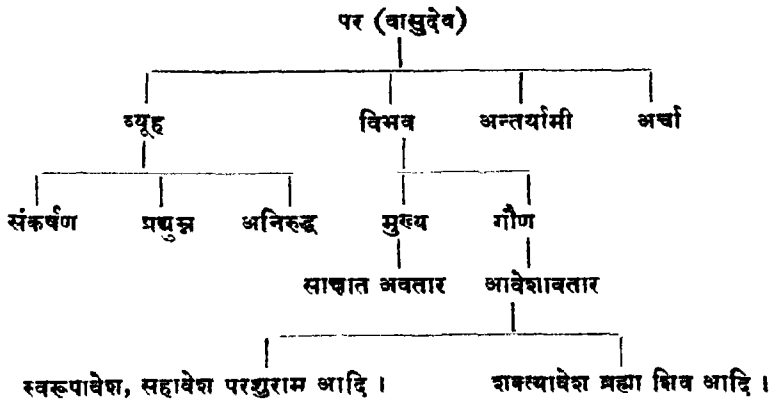 पर (वासुदेव)
व्यूह विभव अन्तर्यामी अर्चा
संकर्षण प्रद्युम्न अनिरुद्ध मुख्य गौण
साक्षात अवतार आवेशावतार
स्वरूपावेश, सहावेश परशुराम आदि । शक्त्यावेश ब्रह्मा शिव आदि ।